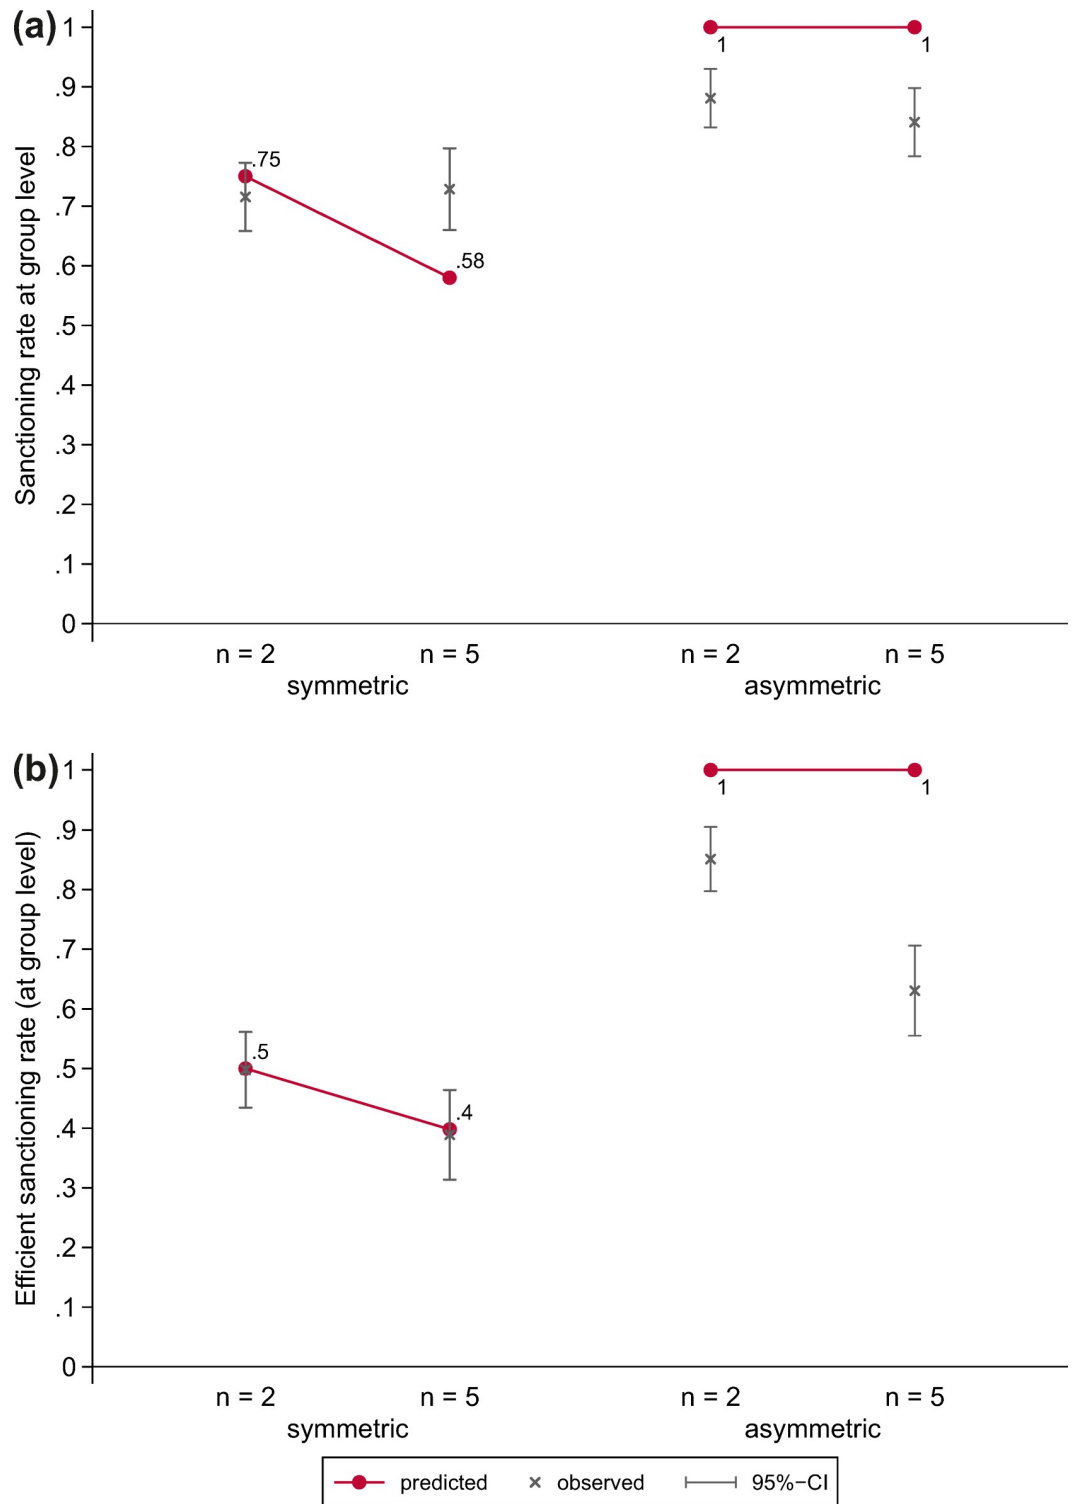 (a)
Sanctioning rate at group level
1
.9
.8
.7
.6
.5
.4
.3
.2
.1
0
.75
.58
1
1
n = 2
n = 5
n = 2
n = 5
symmetric
asymmetric
(b)
Efficient sanctioning rate (at group level)
1
.9
.8
.7
.6
.5
.4
.3
.2
.1
0
.5
.4
1
1
n = 2
n = 5
n = 2
n = 5
symmetric
asymmetric
predicted
observed
95%−CI